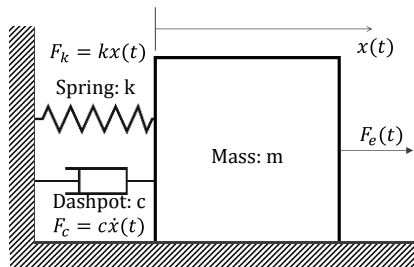 F_k = kx(t)
x(t)
Spring: k
F_e(t)
Mass: m
Dashpot: c
F_c = cẋ(t)